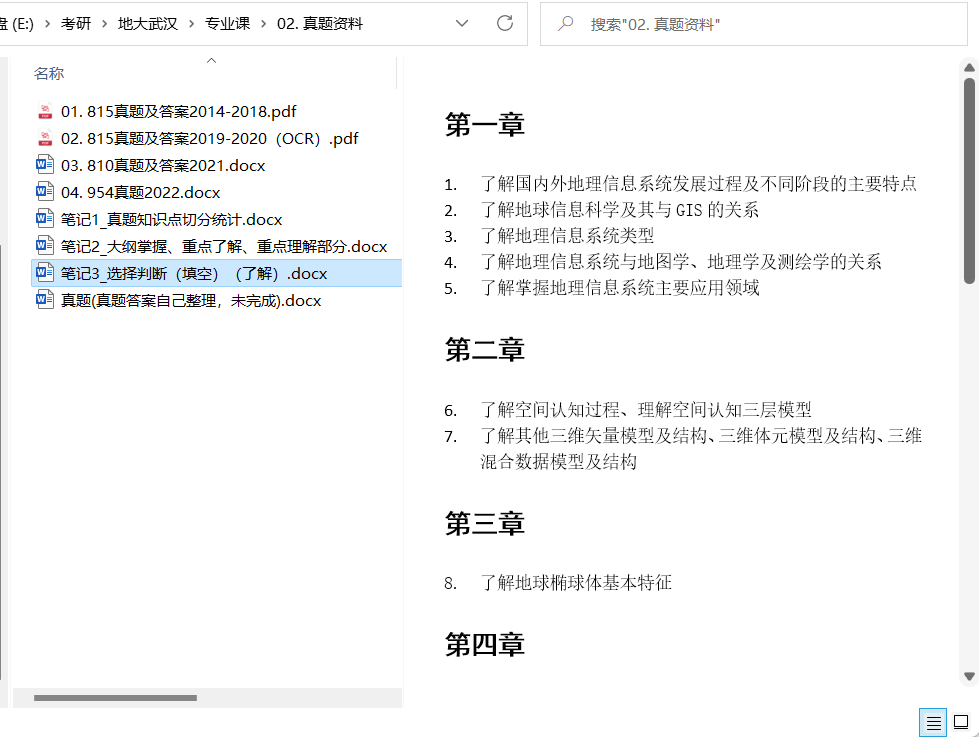 盘 (E:) › 考研 › 地大武汉 › 专业课 › 02. 真题资料
搜索"02. 真题资料"
名称
01. 815真题及答案2014-2018.pdf
02. 815真题及答案2019-2020（OCR）.pdf
03. 810真题及答案2021.docx
04. 954真题2022.docx
笔记1_真题知识点切分统计.docx
笔记2_大纲掌握、重点了解、重点理解部分.docx
笔记3_选择判断（填空）（了解）.docx
真题(真题答案自己整理，未完成).docx
第一章
1. 了解国内外地理信息系统发展过程及不同阶段的主要特点
2. 了解地球信息科学及其与 GIS 的关系
3. 了解地理信息系统类型
4. 了解地理信息系统与地图学、地理学及测绘学的关系
5. 了解掌握地理信息系统主要应用领域
第二章
6. 了解空间认知过程、理解空间认知三层模型
7. 了解其他三维矢量模型及结构、三维体元模型及结构、三维
混合数据模型及结构
第三章
8. 了解地球椭球体基本特征
第四章